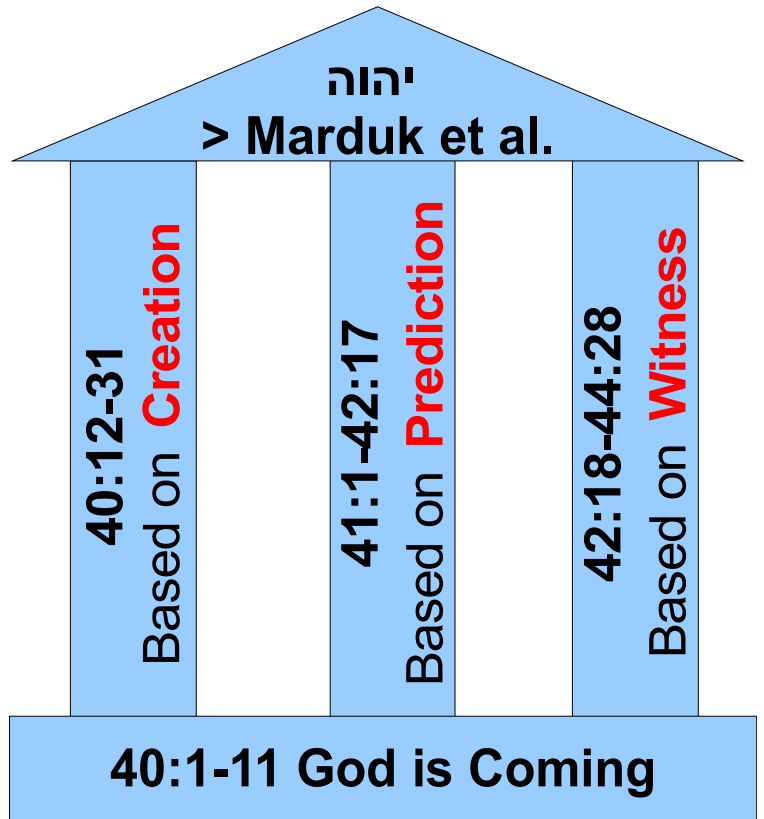 יהוה
> Marduk et al.
40:12-31
Based on Creation
41:1-42:17
Based on Prediction
42:18-44:28
Based on Witness
40:1-11 God is Coming